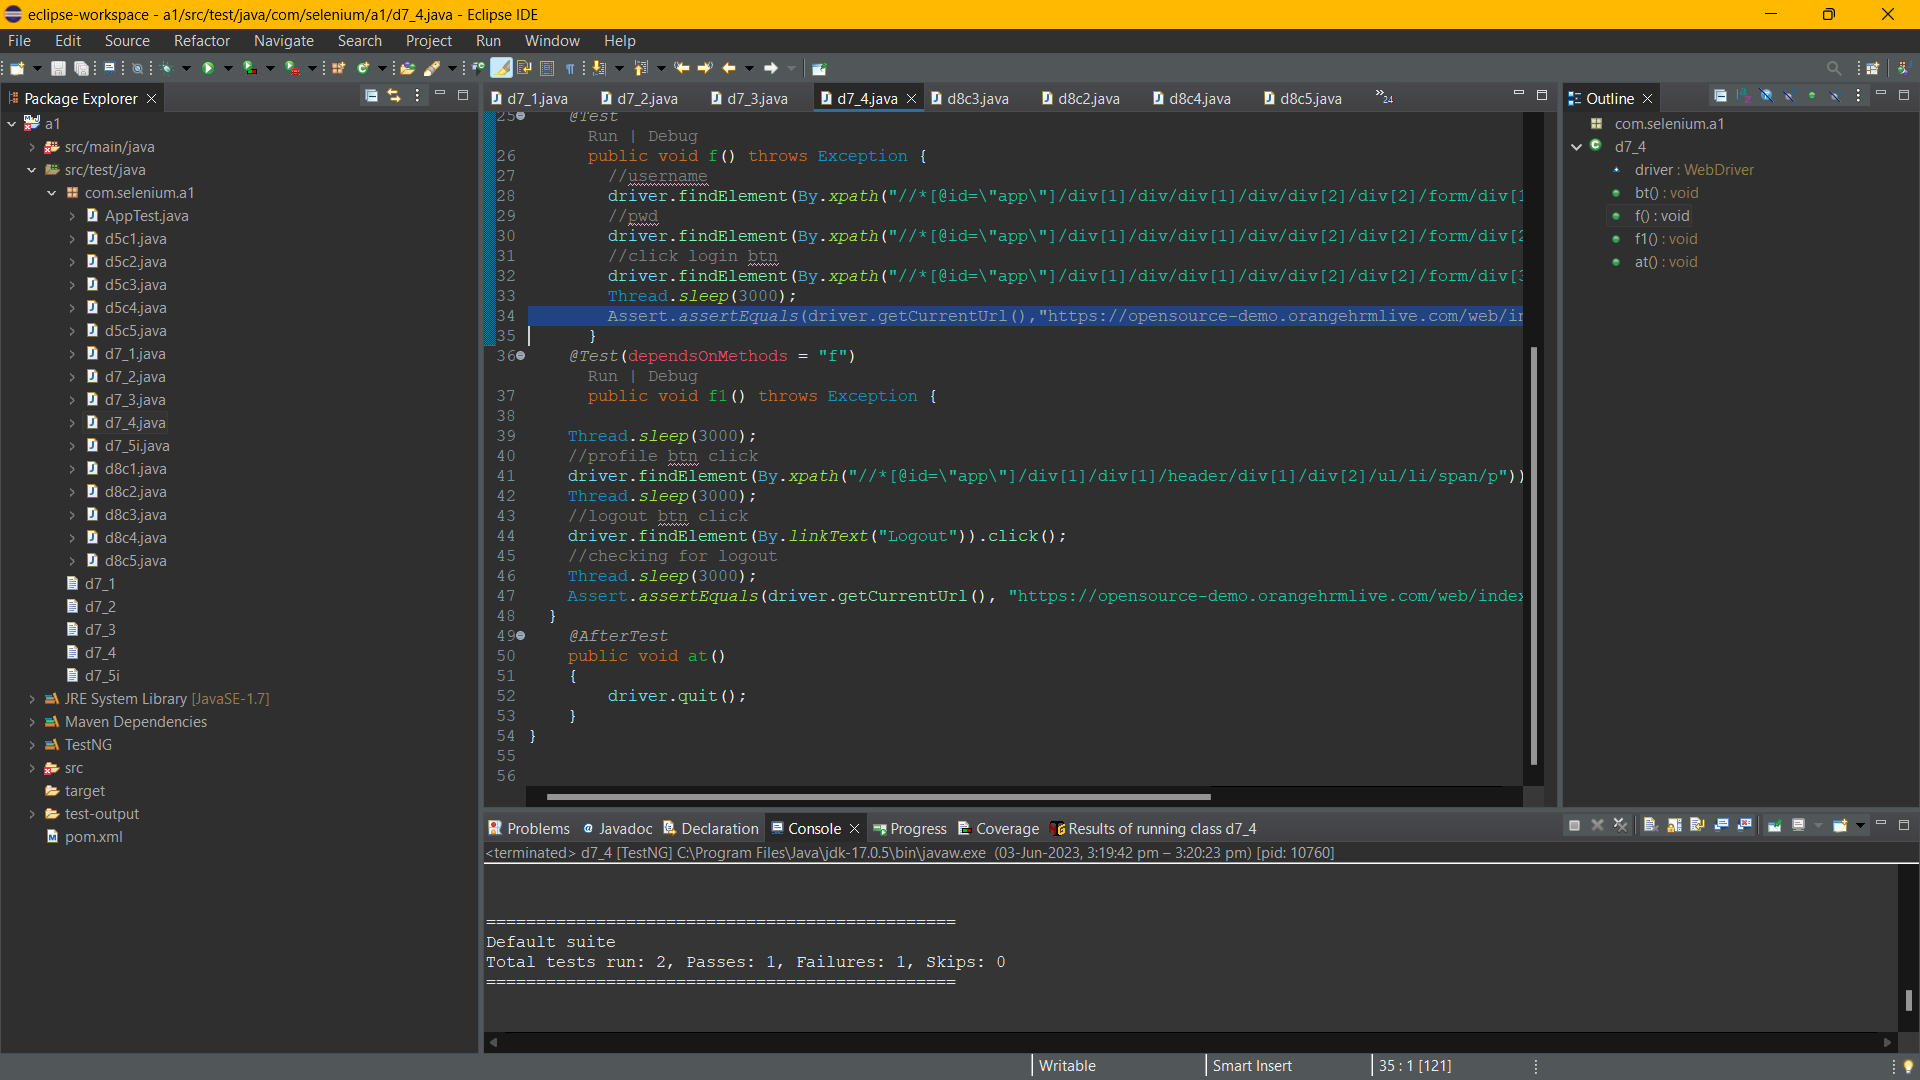 eclipse-workspace - a1/src/test/java/com/selenium/a1/d7_4.java - Eclipse IDE
File Edit Source Refactor Navigate Search Project Run Window Help
Package Explorer
a1
src/main/java
src/test/java
com.selenium.a1
AppTest.java
d5c1.java
d5c2.java
d5c3.java
d5c4.java
d5c5.java
d7_1.java
d7_2.java
d7_3.java
d7_4.java
d7_5i.java
d8c1.java
d8c2.java
d8c3.java
d8c4.java
d8c5.java
d7_1
d7_2
d7_3
d7_4
d7_5i
JRE System Library [JavaSE-1.7]
Maven Dependencies
TestNG
src
target
test-output
pom.xml
d7_1.java d7_2.java d7_3.java d7_4.java d8c3.java d8c2.java d8c4.java d8c5.java »24
25 @Test
Run | Debug
26 public void f() throws Exception {
27 //username
28 driver.findElement(By.xpath("//*[@id=\"app\"]/div[1]/div/div[1]/div/div[2]/div[2]/form/div[1
29 //pwd
30 driver.findElement(By.xpath("//*[@id=\"app\"]/div[1]/div/div[1]/div/div[2]/div[2]/form/div[2
31 //click login btn
32 driver.findElement(By.xpath("//*[@id=\"app\"]/div[1]/div/div[1]/div/div[2]/div[2]/form/div[3
33 Thread.sleep(3000);
34 Assert.assertEquals(driver.getCurrentUrl(),"https://opensource-demo.orangehrmlive.com/web/in
35 }
36 @Test(dependsOnMethods = "f")
Run | Debug
37 public void f1() throws Exception {
38
39 Thread.sleep(3000);
40 //profile btn click
41 driver.findElement(By.xpath("//*[@id=\"app\"]/div[1]/div[1]/header/div[1]/div[2]/ul/li/span/p"))
42 Thread.sleep(3000);
43 //logout btn click
44 driver.findElement(By.linkText("Logout")).click();
45 //checking for logout
46 Thread.sleep(3000);
47 Assert.assertEquals(driver.getCurrentUrl(), "https://opensource-demo.orangehrmlive.com/web/index
48 }
49 @AfterTest
50 public void at()
51 {
52 driver.quit();
53 }
54 }
55
56
Outline
com.selenium.a1
d7_4
driver : WebDriver
bt() : void
f() : void
f1() : void
at() : void
Problems Javadoc Declaration Console Progress Coverage Results of running class d7_4
<terminated> d7_4 [TestNG] C:\Program Files\Java\jdk-17.0.5\bin\javaw.exe (03-Jun-2023, 3:19:42 pm – 3:20:23 pm) [pid: 10760]
===============================================
Default suite
Total tests run: 2, Passes: 1, Failures: 1, Skips: 0
===============================================
Writable Smart Insert 35 : 1 [121]